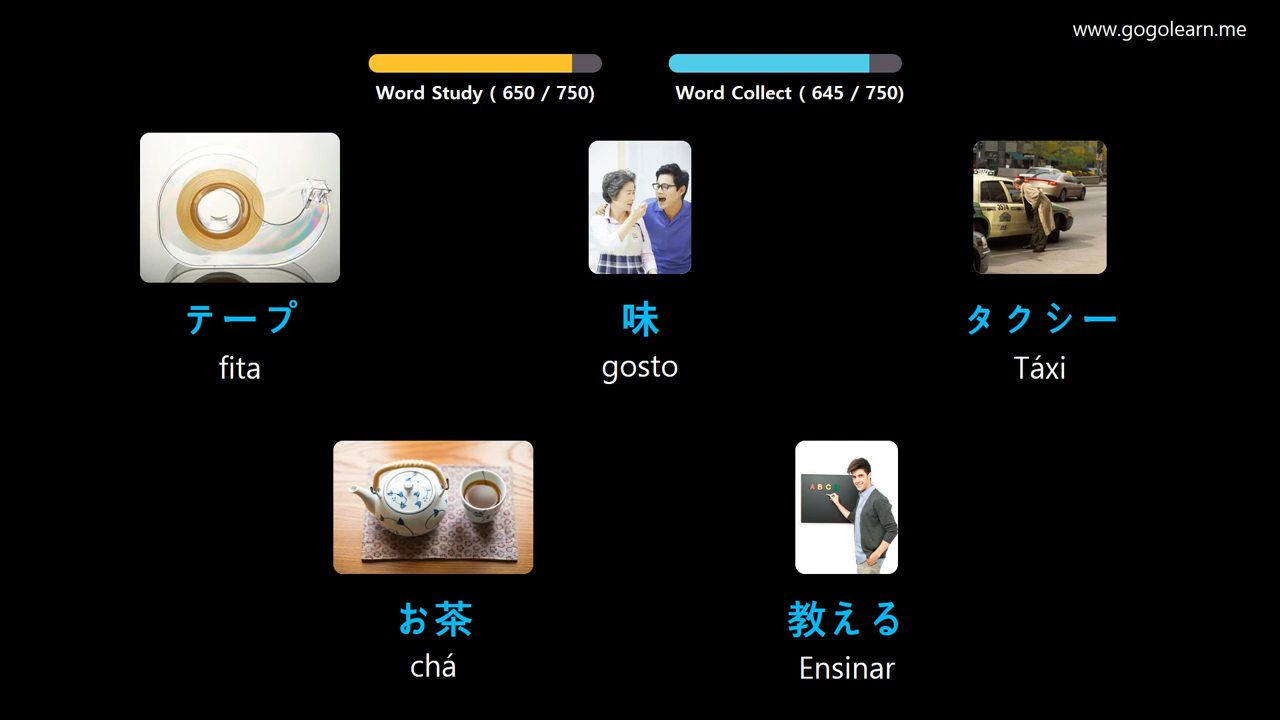 www.gogolearn.me
Word Study ( 650 / 750)
Word Collect ( 645 / 750)
テープ
fita
味
gosto
タクシー
Táxi
お茶
chá
A B C
教える
Ensinar